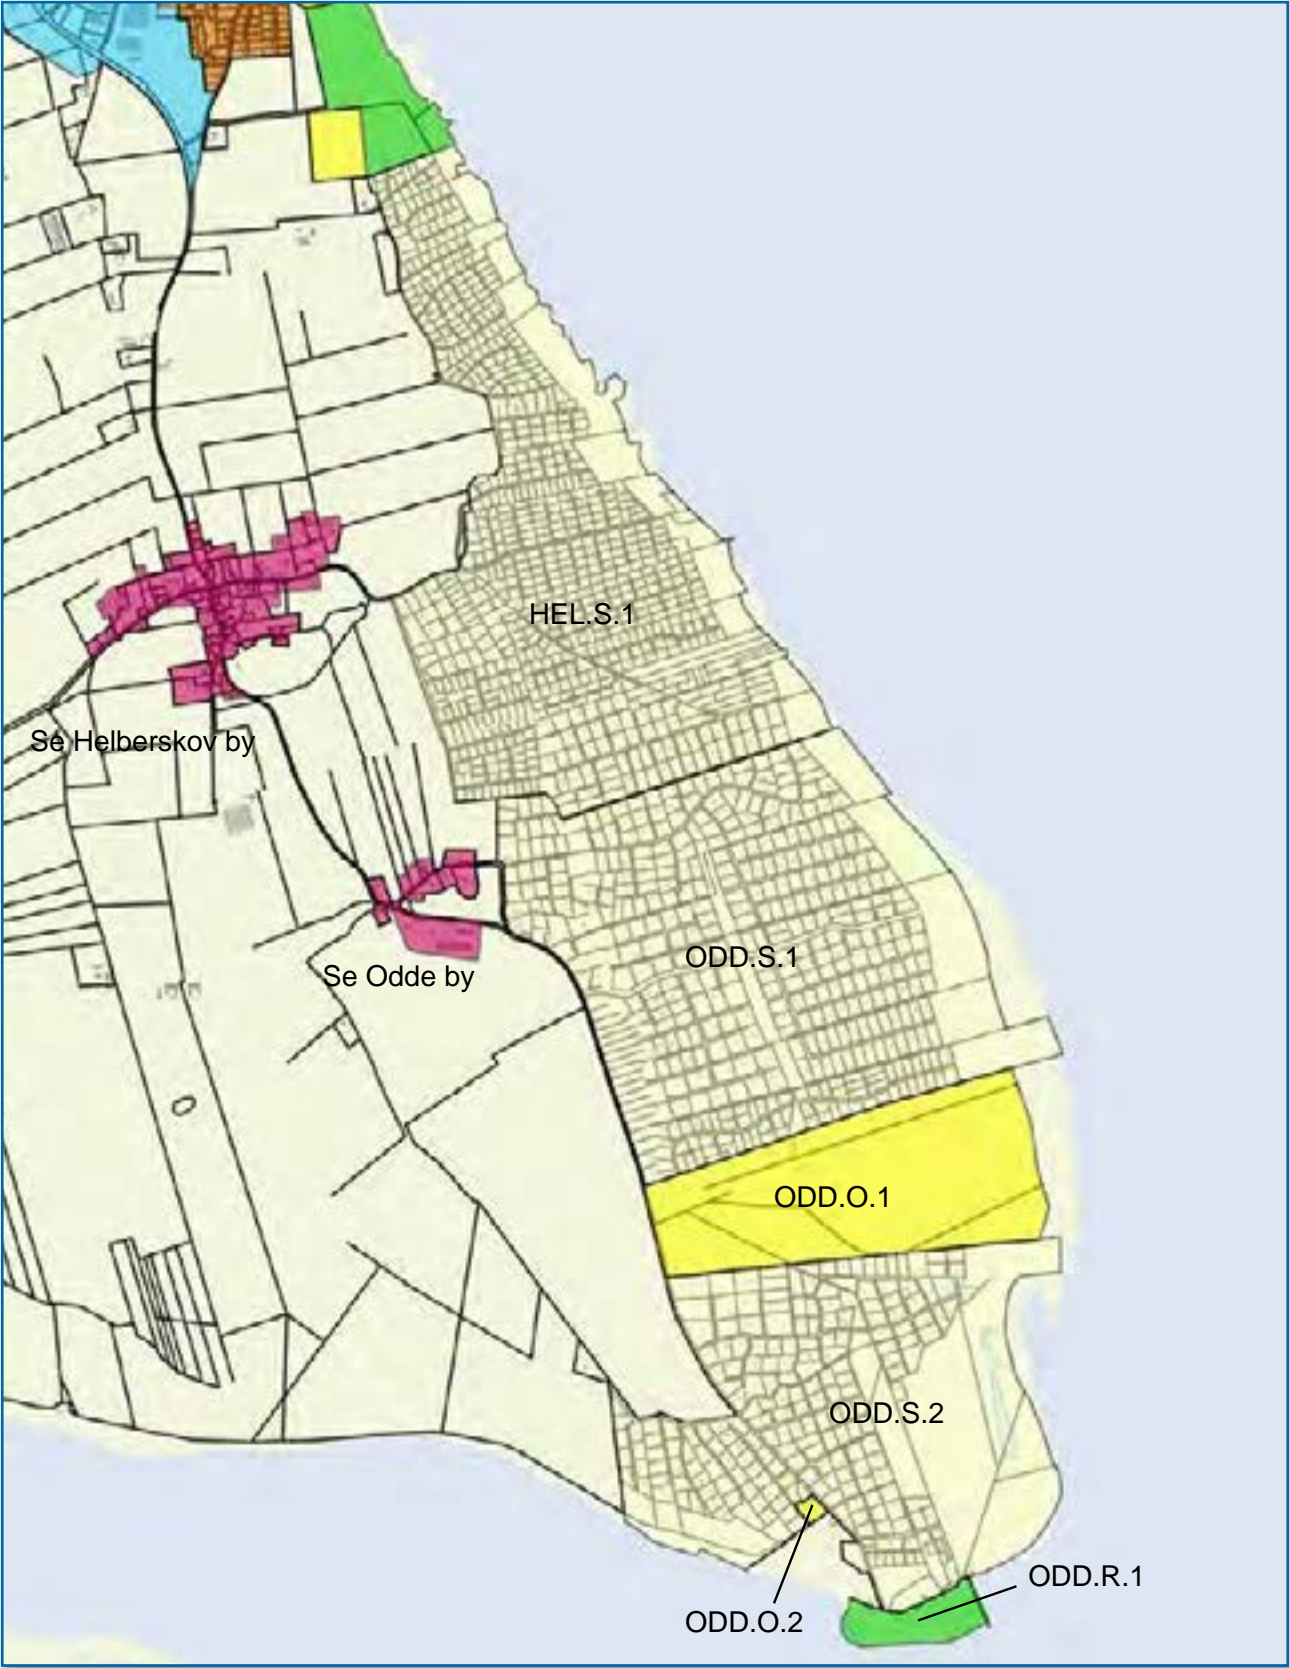 HEL.S.1
Se Helberskov by
ODD.S.1
Se Odde by
ODD.O.1
ODD.S.2
ODD.R.1
ODD.O.2